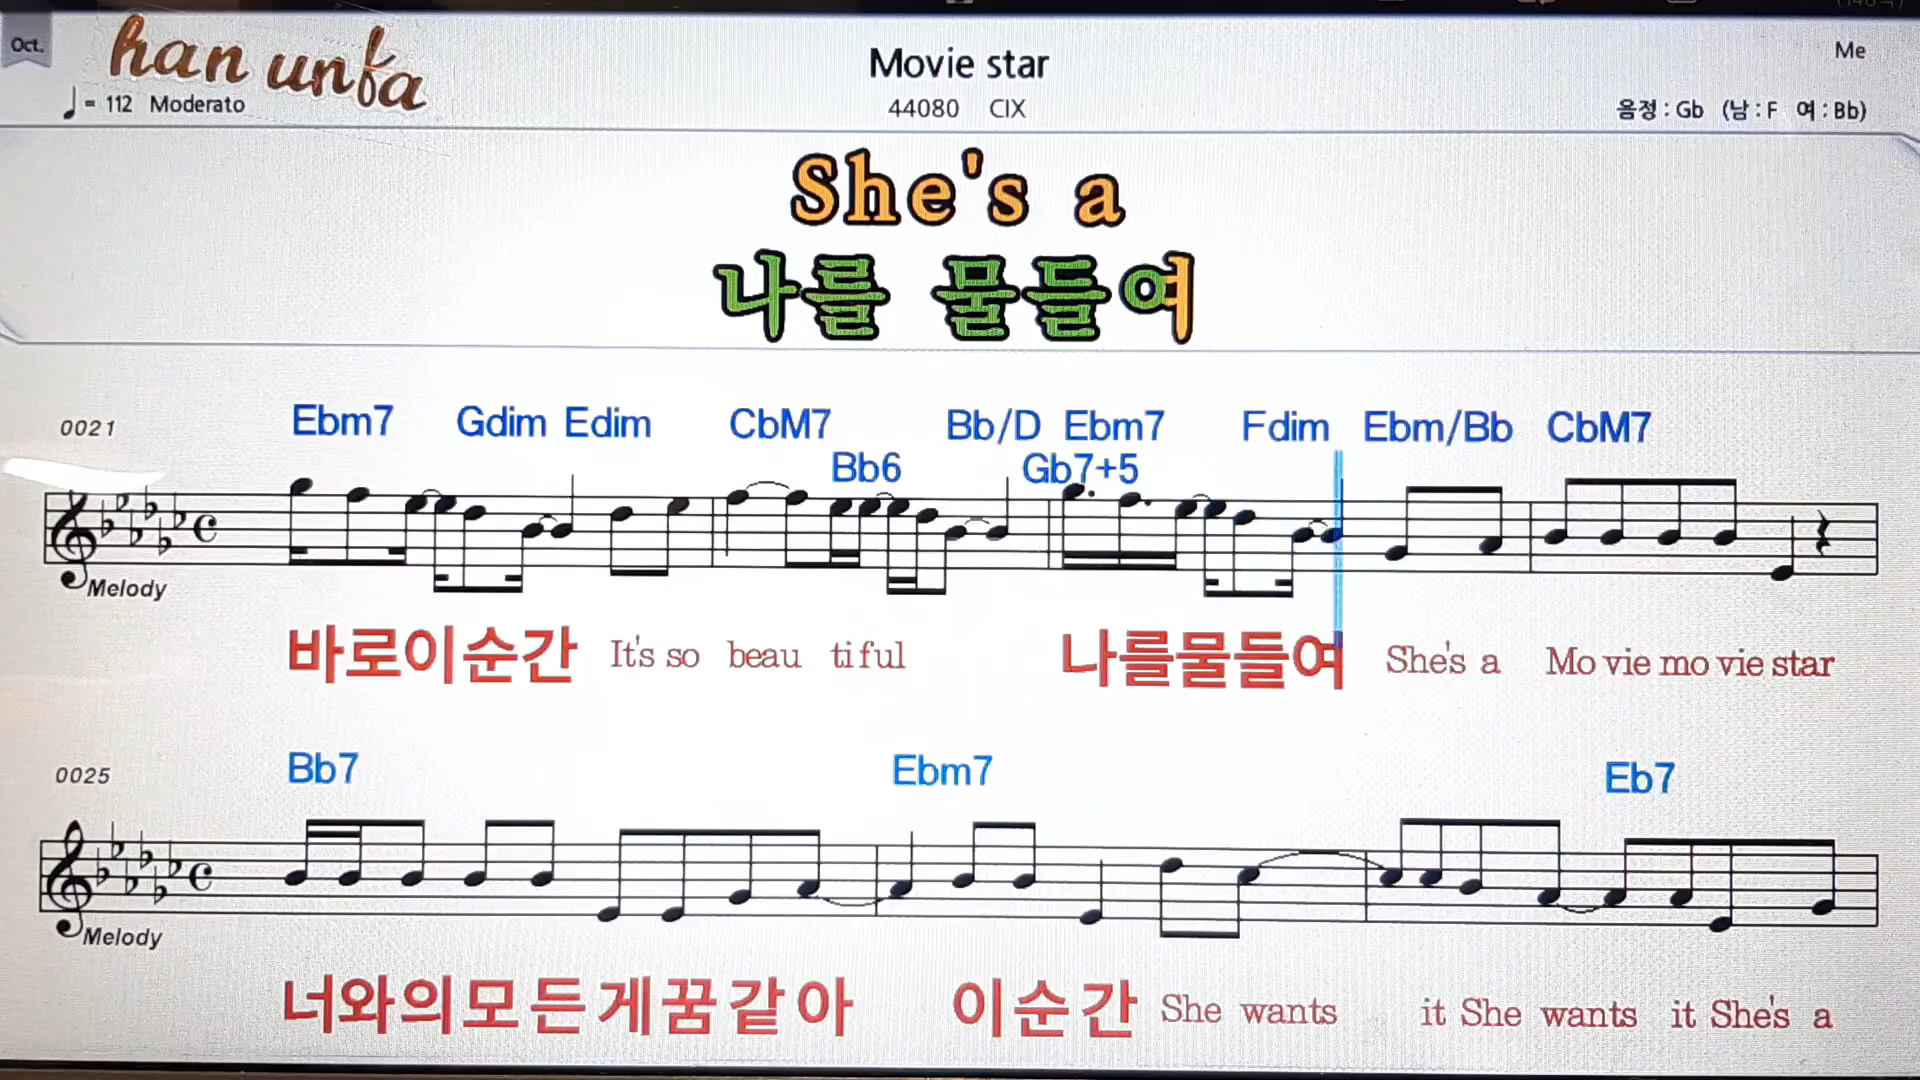 Oct.
han unfa
Movie star
Me
= 112 Moderato
44080 CIX
음정 : Gb (남 : F 여 : Bb)
She's a
나를 물들여
0021 Ebm7 Gdim Edim CbM7 Bb/D Ebm7 Fdim Ebm/Bb CbM7
Bb6 Gb7+5
Melody
바로이순간 It's so beau tiful 나를물들여 She's a Mo vie mo vie star
0025 Bb7 Ebm7 Eb7
Melody
너와의모든게꿈같아 이순간 She wants it She wants it She's a